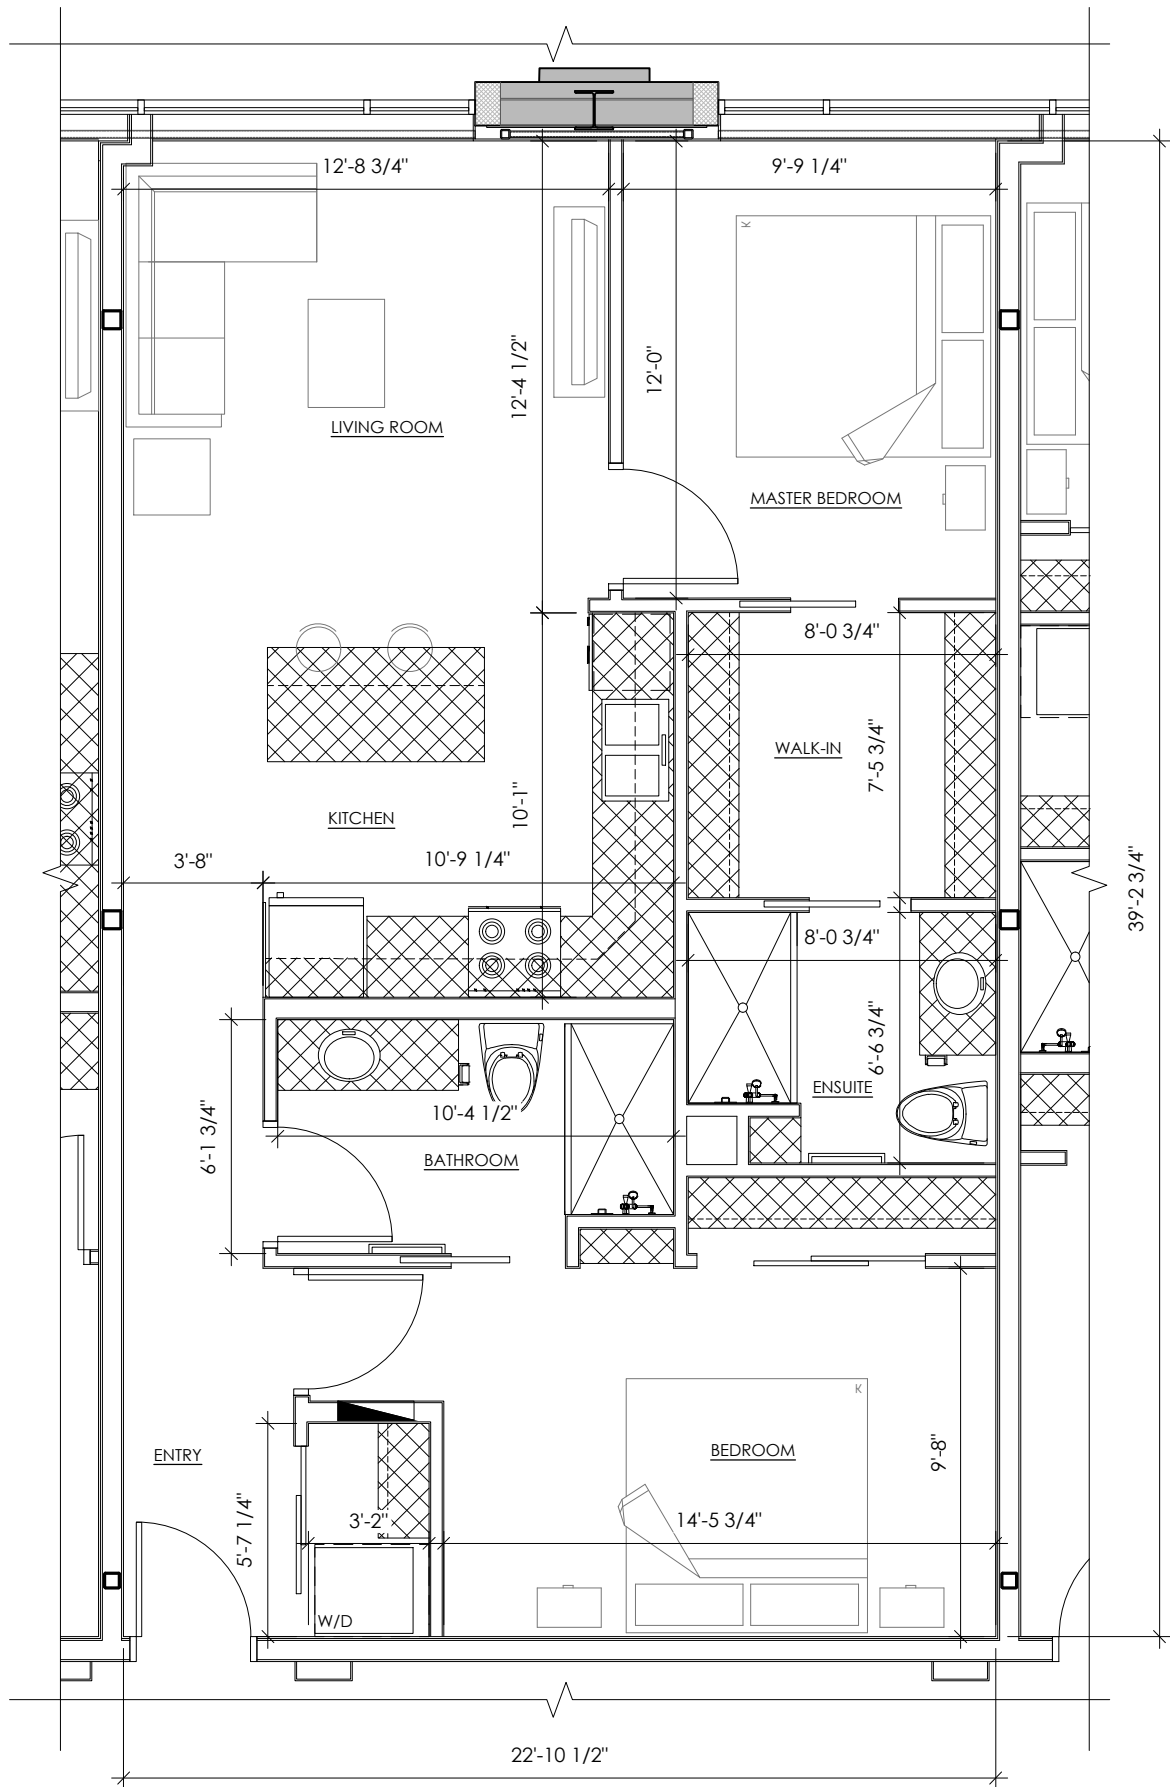 12'-8 3/4"
9'-9 1/4"
K
12'-4 1/2"
12'-0"
LIVING ROOM
MASTER BEDROOM
8'-0 3/4"
WALK-IN
7'-5 3/4"
10'-1"
KITCHEN
3'-8"
10'-9 1/4"
39'-2 3/4"
8'-0 3/4"
6'-6 3/4"
ENSUITE
10'-4 1/2"
6'-1 3/4"
BATHROOM
K
ENTRY
BEDROOM
9'-8"
5'-7 1/4"
3'-2"
14'-5 3/4"
W/D
22'-10 1/2"